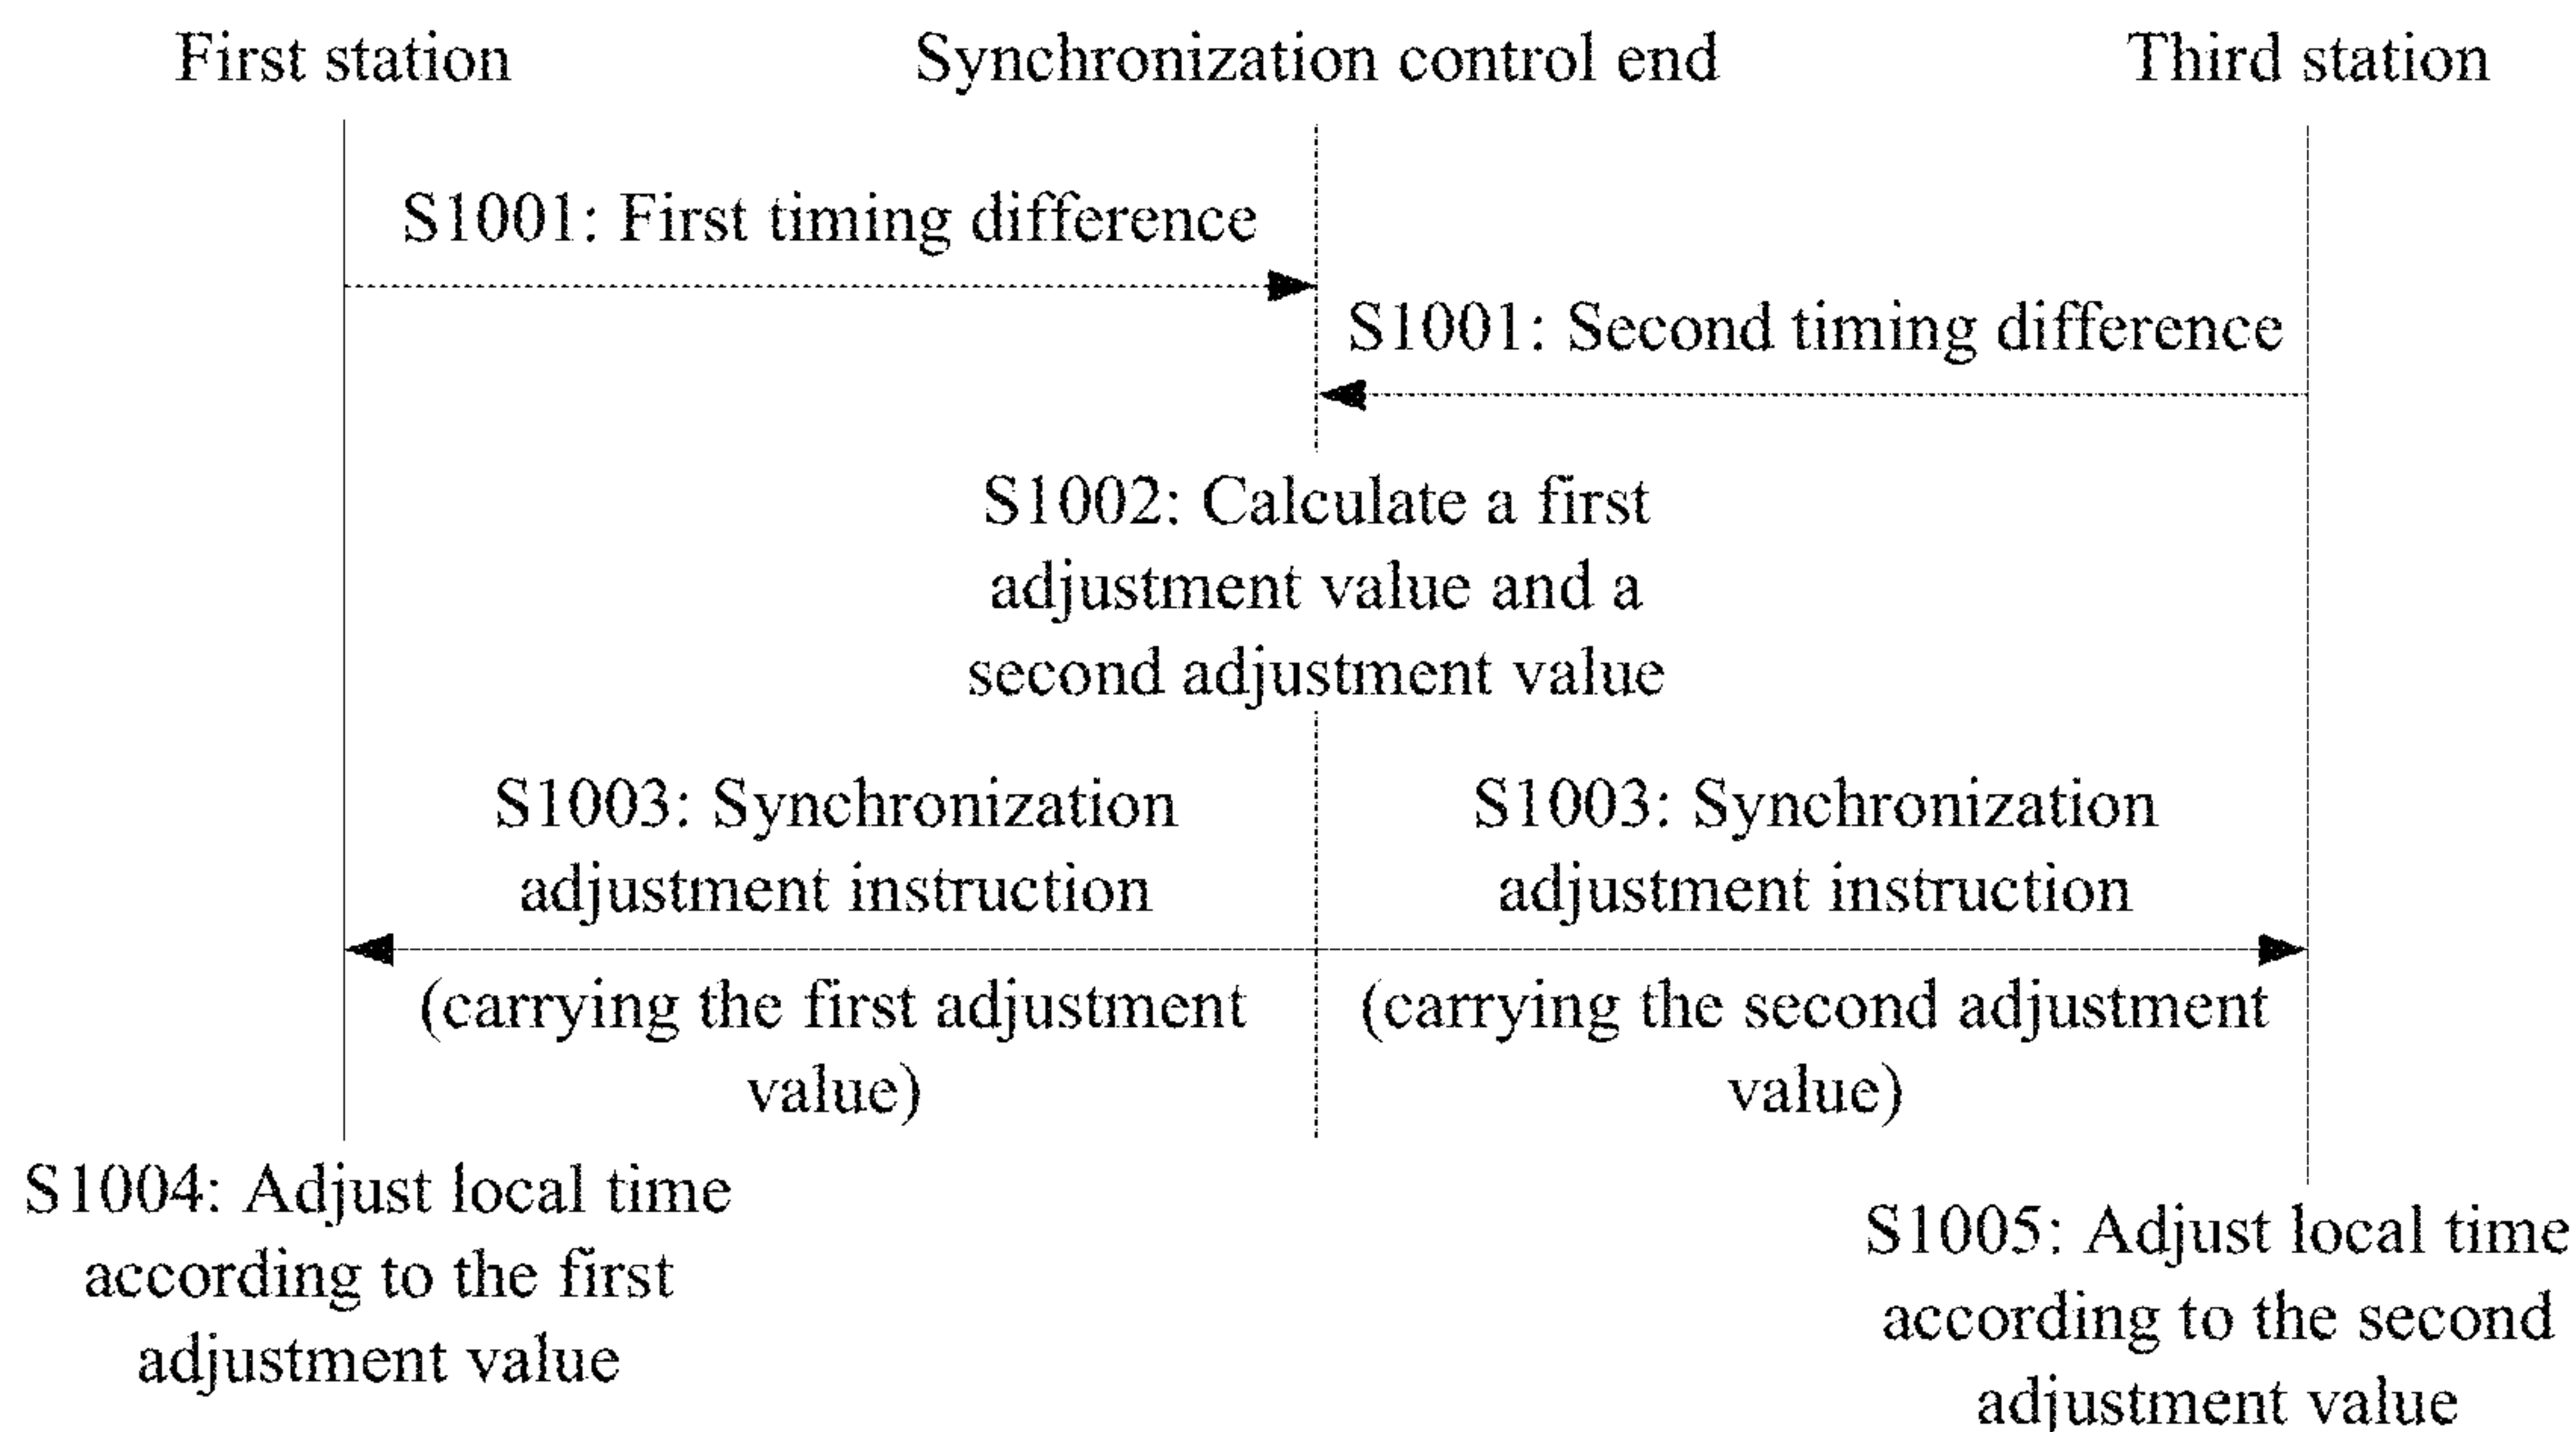 First station
Synchronization control end
Third station
S1001: First timing difference
S1001: Second timing difference
S1002: Calculate a first
adjustment value and a
second adjustment value
S1003: Synchronization
adjustment instruction
(carrying the first adjustment
value)
S1003: Synchronization
adjustment instruction
(carrying the second adjustment
value)
S1004: Adjust local time
according to the first
adjustment value
S1005: Adjust local time
according to the second
adjustment value